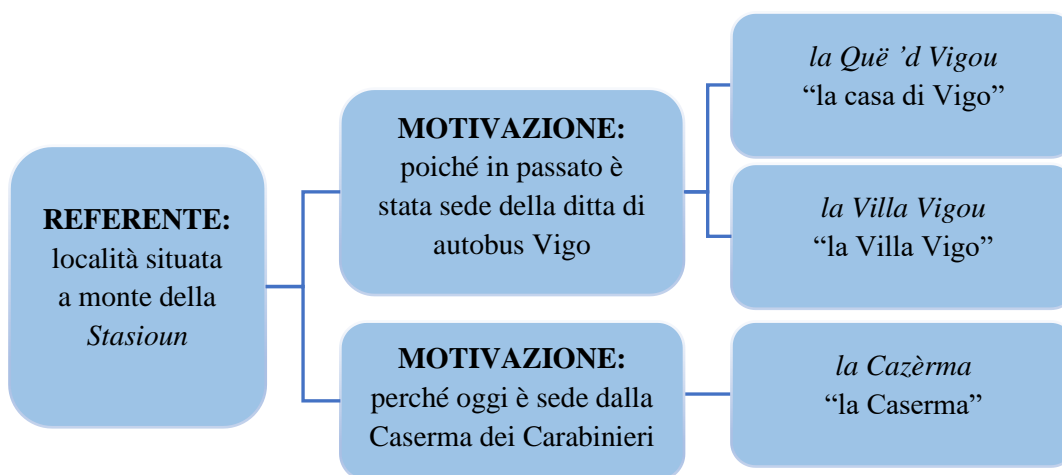 REFERENTE:
località situata
a monte della
Stasioun
MOTIVAZIONE:
poiché in passato è
stata sede della ditta di
autobus Vigo
la Quë ’d Vigou
“la casa di Vigo”
la Villa Vigou
“la Villa Vigo”
MOTIVAZIONE:
perché oggi è sede dalla
Caserma dei Carabinieri
la Cazèrma
“la Caserma”